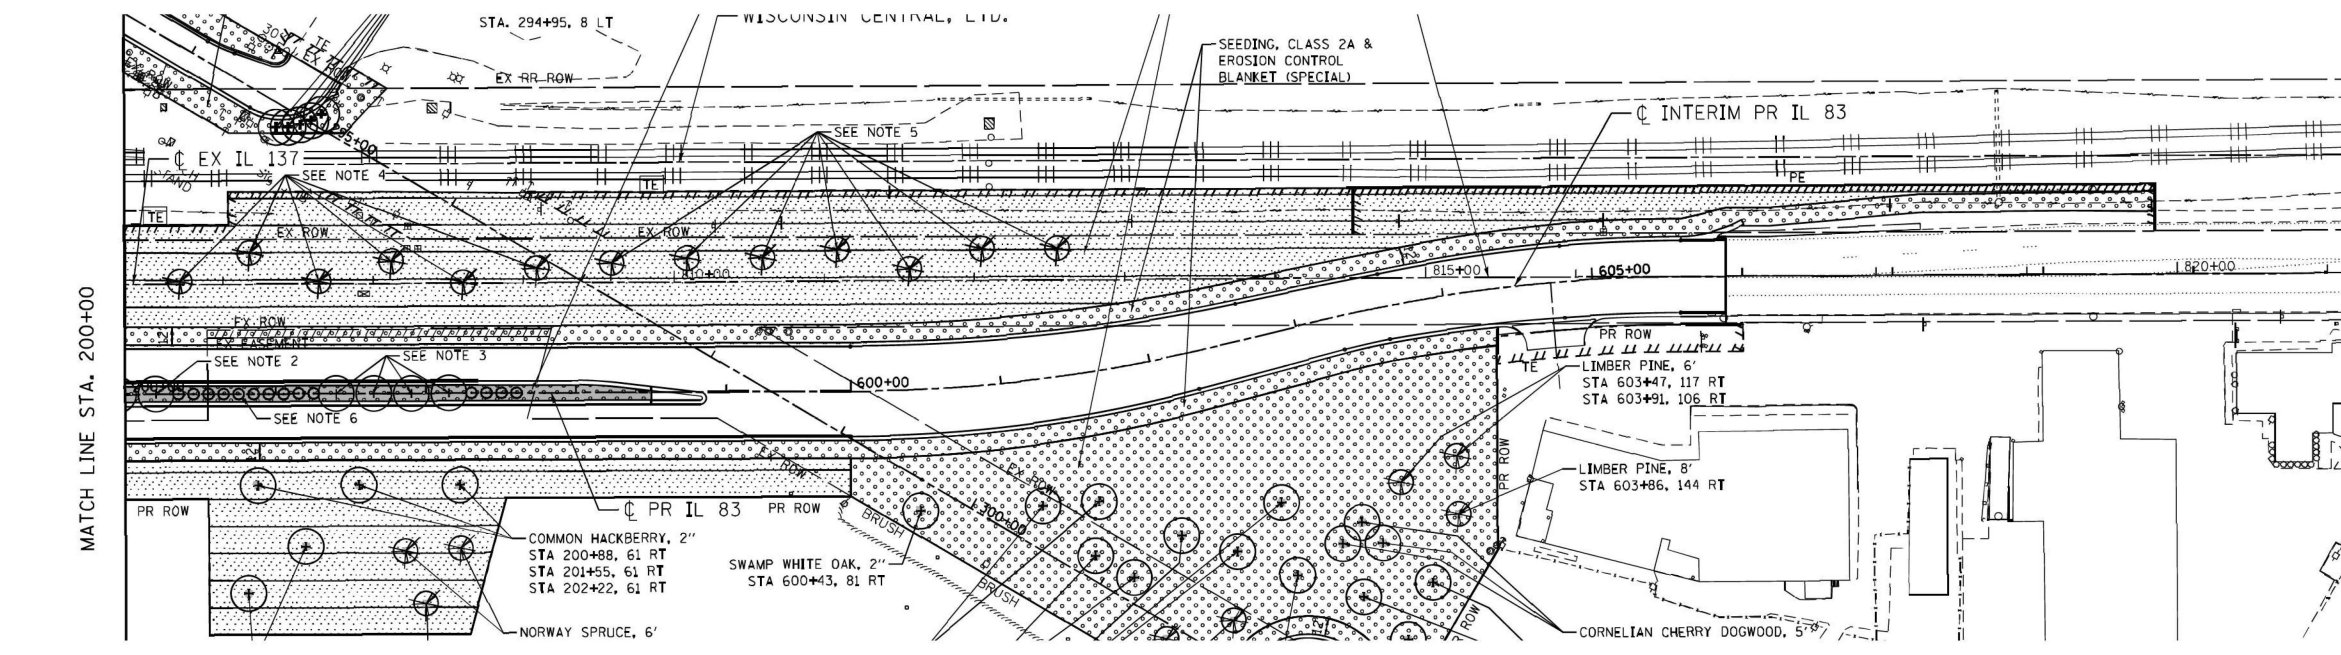 STA. 294+95, 8 LT
WISCONSIN CENTRAL, LTD.
SEEDING, CLASS 2A &
EROSION CONTROL
BLANKET (SPECIAL)
TE
EX RR ROW
℄ INTERIM PR IL 83
SEE NOTE 5
℄ EX IL 137
SEE NOTE 4
TE
PE
TE
EX ROW
EX ROW
815+00
605+00
820+00
EX ROW
EX EASEMENT
SEE NOTE 2
SEE NOTE 3
600+00
PR ROW
TE
LIMBER PINE, 6'
STA 603+47, 117 RT
STA 603+91, 106 RT
SEE NOTE 6
MATCH LINE STA. 200+00
EX ROW
EX ROW
PR ROW
LIMBER PINE, 8'
STA 603+86, 144 RT
PR ROW
℄ PR IL 83
PR ROW
BRUSH
300+00
COMMON HACKBERRY, 2"
STA 200+88, 61 RT
STA 201+55, 61 RT
STA 202+22, 61 RT
SWAMP WHITE OAK, 2"
STA 600+43, 81 RT
BRUSH
ROW
NORWAY SPRUCE, 6'
CORNELIAN CHERRY DOGWOOD, 5'